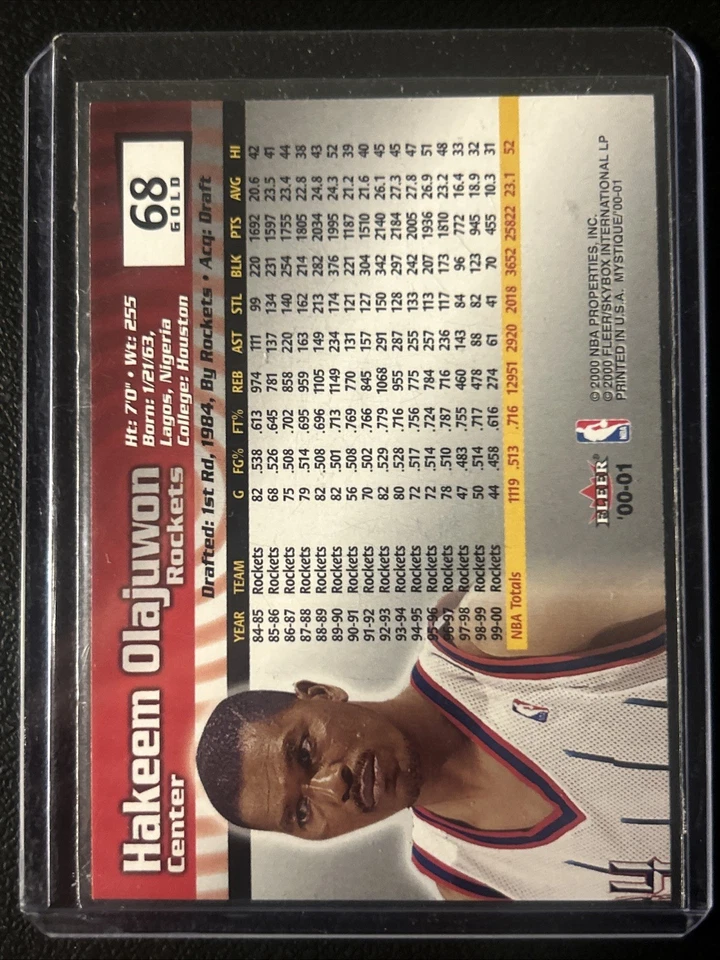 Hakeem Olajuwon
Center Rockets
Ht: 7'0" • Wt: 255
Born: 1/21/63,
Lagos, Nigeria
College: Houston
68
GOLD
Drafted: 1st Rd, 1984, By Rockets • Acq: Draft
YEAR TEAM G FG% FT% REB AST STL BLK PTS AVG HI
84-85 Rockets 82 .538 .613 974 111 99 220 1692 20.6 42
85-86 Rockets 68 .526 .645 781 137 134 231 1597 23.5 41
86-87 Rockets 75 .508 .702 858 220 140 254 1755 23.4 44
87-88 Rockets 79 .514 .695 959 163 162 214 1805 22.8 38
88-89 Rockets 82 .508 .696 1105 149 213 282 2034 24.8 43
89-90 Rockets 82 .501 .713 1149 234 174 376 1995 24.3 52
90-91 Rockets 56 .508 .769 770 131 121 221 1187 21.2 39
91-92 Rockets 70 .502 .766 845 157 127 304 1510 21.6 40
92-93 Rockets 82 .529 .779 1068 291 150 342 2140 26.1 45
93-94 Rockets 80 .528 .716 955 287 128 297 2184 27.3 45
94-95 Rockets 72 .517 .756 775 255 133 242 2005 27.8 47
95-96 Rockets 72 .514 .724 784 257 113 207 1936 26.9 51
96-97 Rockets 78 .510 .787 716 236 117 173 1810 23.2 48
97-98 Rockets 47 .483 .755 460 143 84 96 772 16.4 33
98-99 Rockets 50 .514 .717 478 88 82 123 945 18.9 32
99-00 Rockets 44 .458 .616 274 61 41 70 455 10.3 31
NBA Totals 1119 .513 .716 12951 2920 2018 3652 25822 23.1 52
FLEER
'00-01
NBA
© 2000 NBA PROPERTIES, INC.
© 2000 FLEER/SKYBOX INTERNATIONAL LP
PRINTED IN U.S.A. MYSTIQUE/'00-01